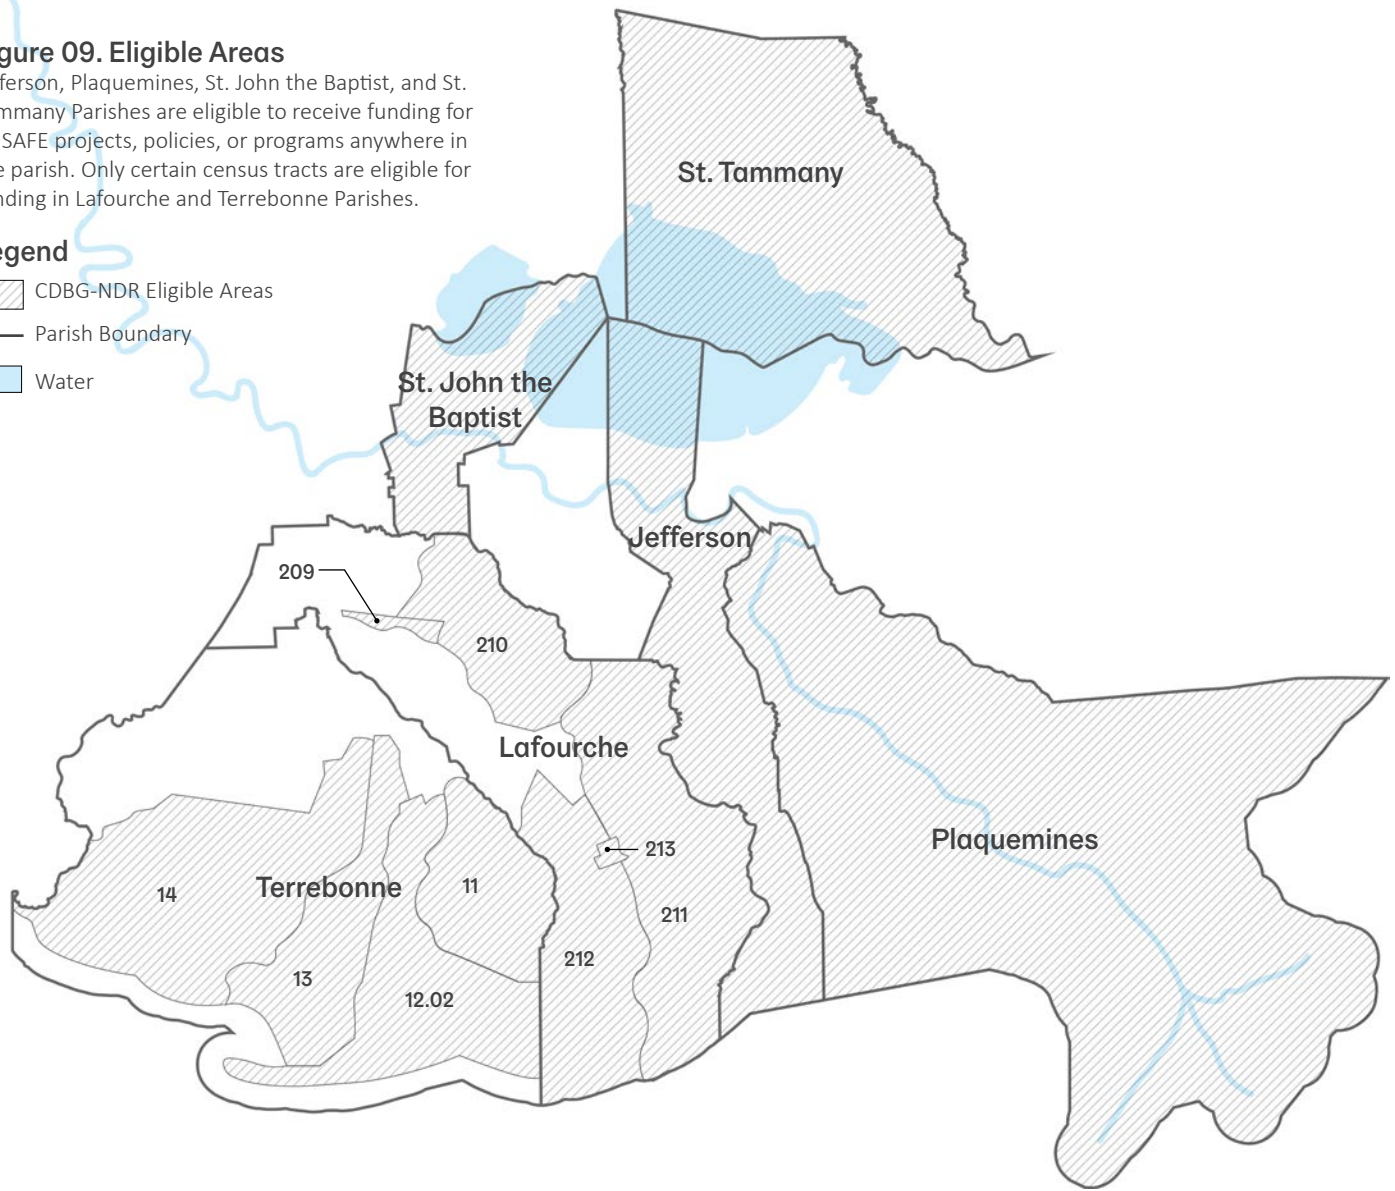 gure 09. Eligible Areas
ferson, Plaquemines, St. John the Baptist, and St.
mmany Parishes are eligible to receive funding for
SAFE projects, policies, or programs anywhere in
e parish. Only certain census tracts are eligible for
nding in Lafourche and Terrebonne Parishes.
egend
CDBG-NDR Eligible Areas
Parish Boundary
Water
St. Tammany
St. John the
Baptist
Jefferson
209
210
Lafourche
Plaquemines
213
Terrebonne
11
14
211
212
13
12.02